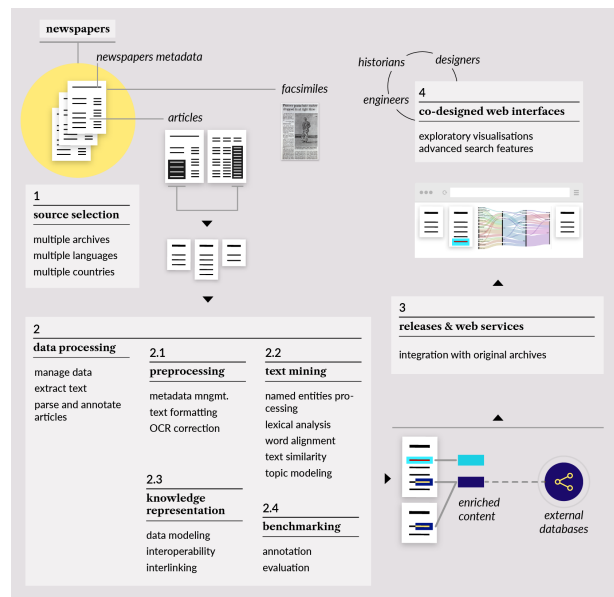 newspapers
newspapers metadata
facsimiles
articles
1
source selection
multiple archives
multiple languages
multiple countries
2
data processing
manage data
extract text
parse and annotate
articles
2.1
preprocessing
metadata mngmt.
text formatting
OCR correction
2.2
text mining
named entities pro-
cessing
lexical analysis
word alignment
text similarity
topic modeling
2.3
knowledge
representation
data modeling
interoperability
interlinking
2.4
benchmarking
annotation
evaluation
enriched
content
external
databases
3
releases & web services
integration with original archives
historians
designers
engineers
4
co-designed web interfaces
exploratory visualisations
advanced search features